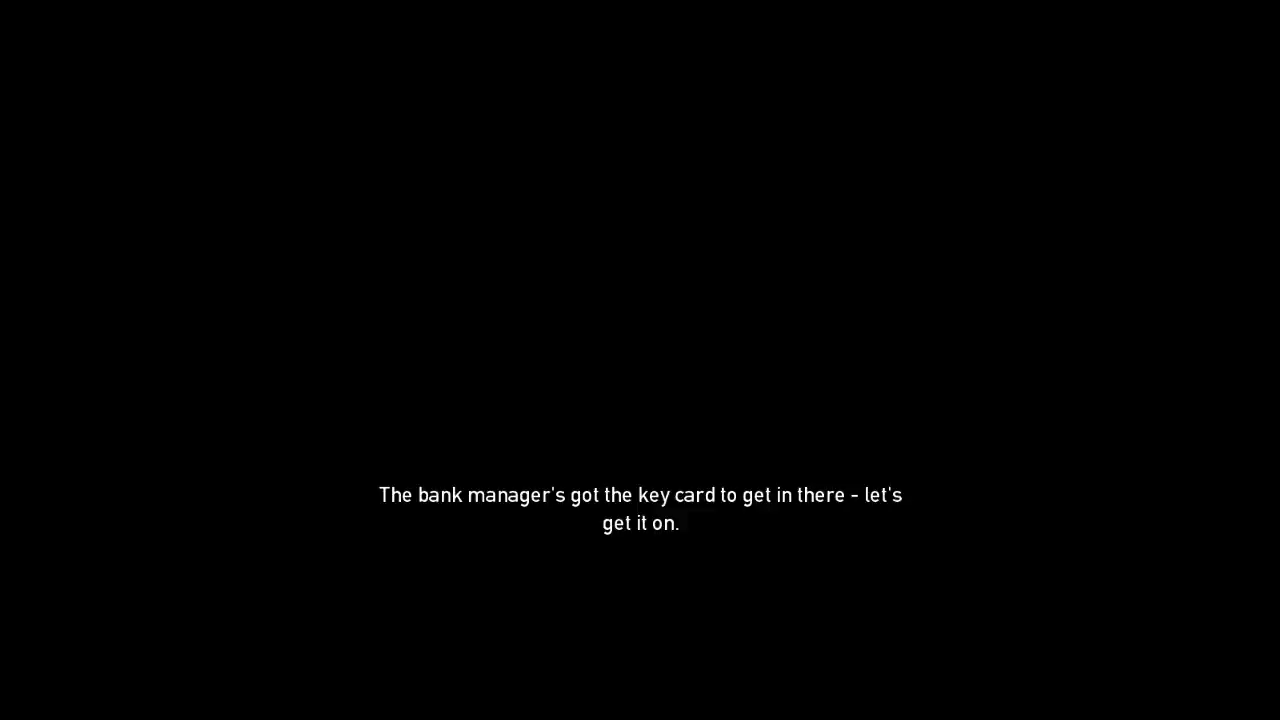 The bank manager's got the key card to get in there - let's
get it on.